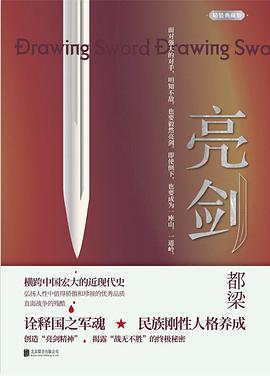 精装典藏版
Drawing Sword Drawing Swo
面对强大的对手，明知不敌，也要毅然亮剑，即使倒下，也要成为一座山，一道岭。
亮剑
都梁
横跨中国宏大的近现代史
弘扬人性中值得骄傲和珍视的优秀品质
直面战争的残酷
诠释国之军魂 ★ 民族刚性人格养成
创造“亮剑精神” 揭露“战无不胜”的终极秘密
北京联合出版公司